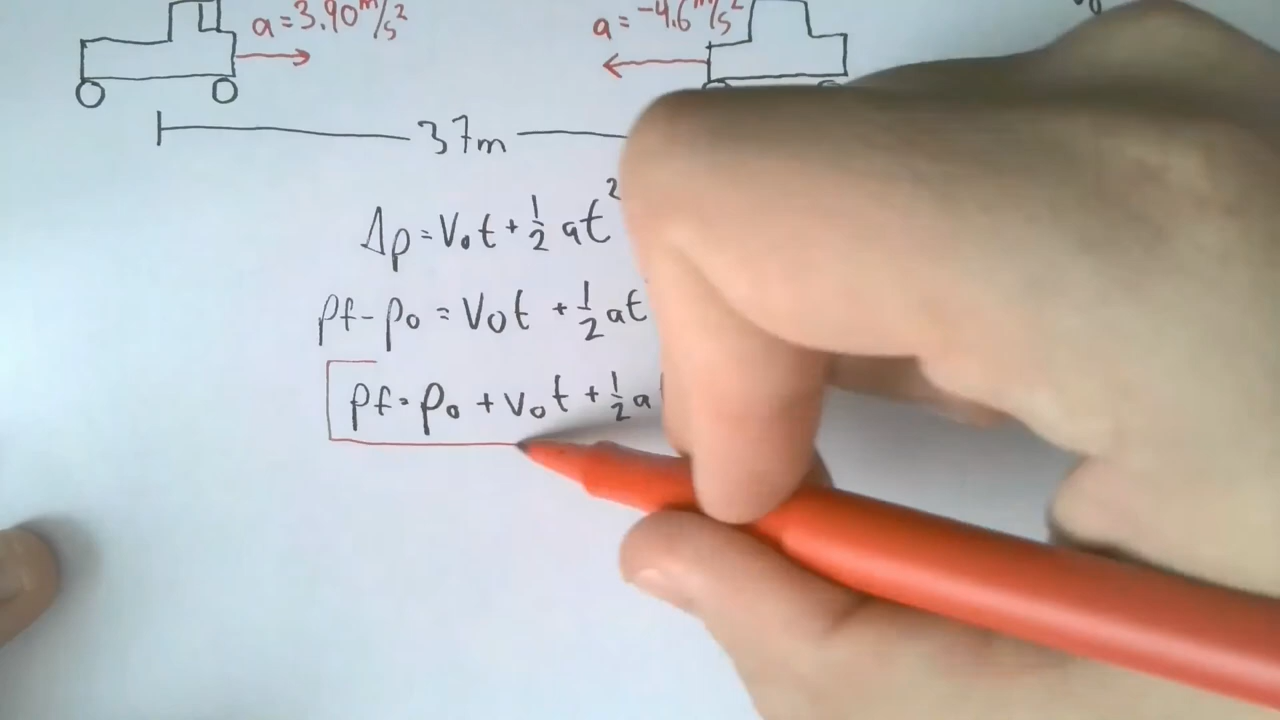 a = 3.90 m/s²
a = -4.6 m/s²
37m
Δp = V₀t + ½ at²
pf - p₀ = V₀t + ½ at
pf = p₀ + v₀t + ½ a